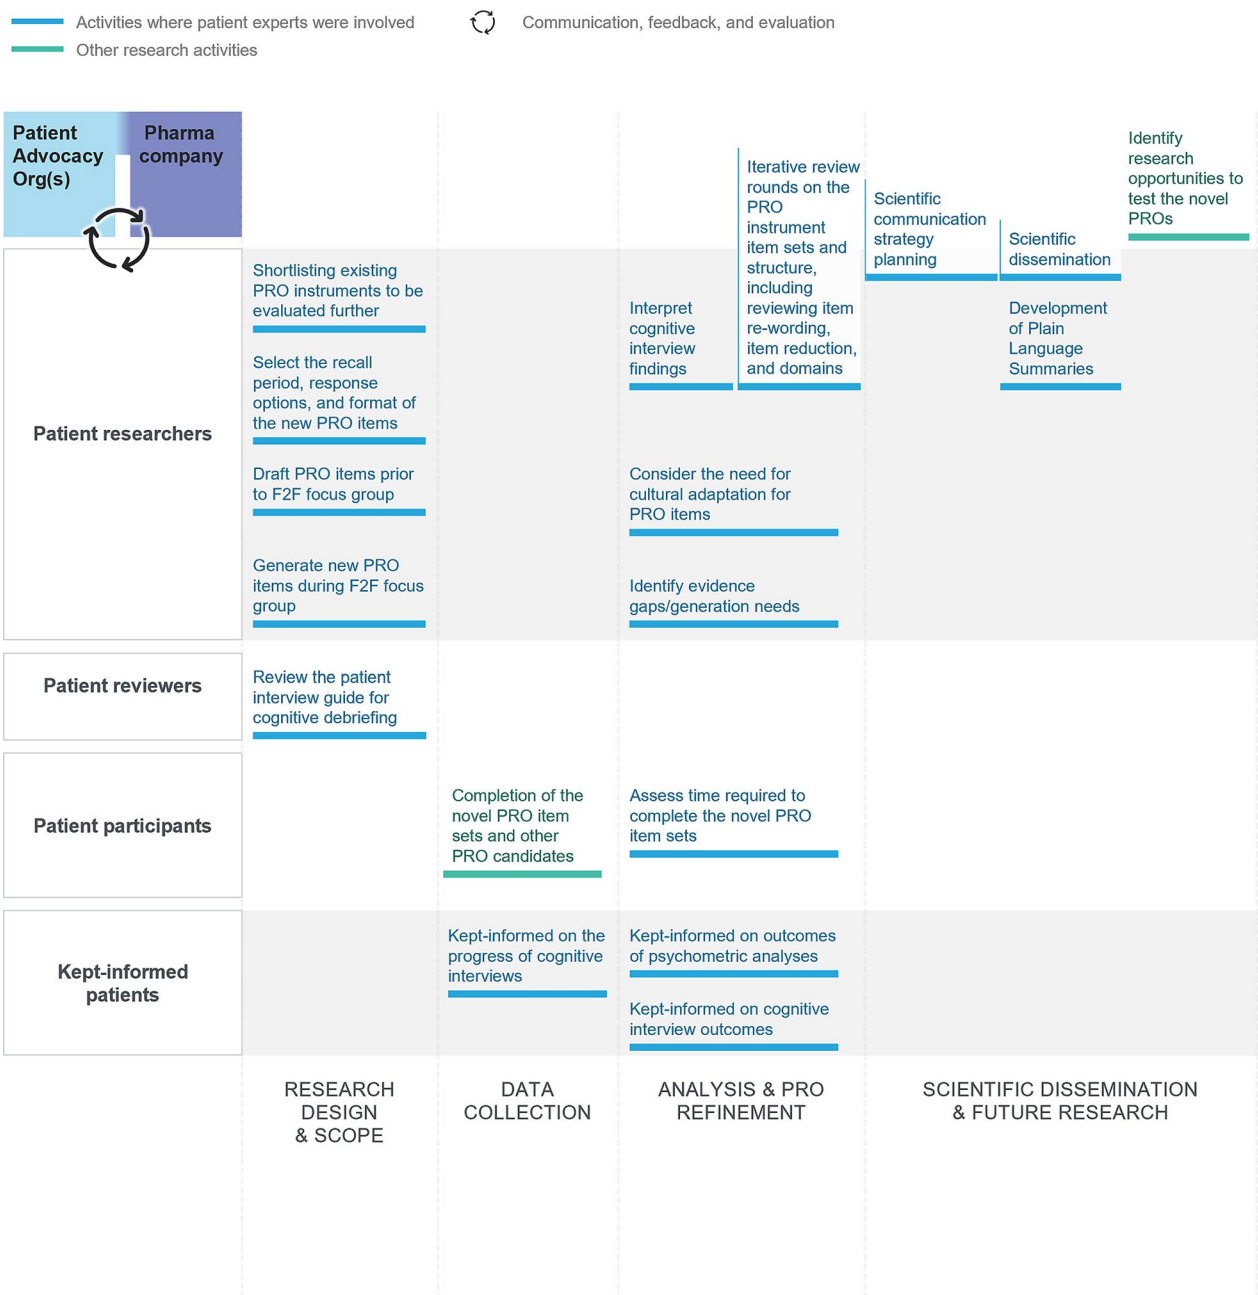 Activities where patient experts were involved
Communication, feedback, and evaluation
Other research activities
Patient
Advocacy
Org(s)
Pharma
company
Identify
research
opportunities to
test the novel
PROs
Iterative review
rounds on the
PRO
instrument
item sets and
structure,
including
reviewing item
re-wording,
item reduction,
and domains
Scientific
communication
strategy
planning
Scientific
dissemination
Patient researchers
Shortlisting existing
PRO instruments to be
evaluated further
Select the recall
period, response
options, and format of
the new PRO items
Draft PRO items prior
to F2F focus group
Generate new PRO
items during F2F focus
group
Interpret
cognitive
interview
findings
Consider the need for
cultural adaptation for
PRO items
Identify evidence
gaps/generation needs
Development
of Plain
Language
Summaries
Patient reviewers
Review the patient
interview guide for
cognitive debriefing
Patient participants
Completion of the
novel PRO item
sets and other
PRO candidates
Assess time required to
complete the novel PRO
item sets
Kept-informed
patients
Kept-informed on the
progress of cognitive
interviews
Kept-informed on outcomes
of psychometric analyses
Kept-informed on cognitive
interview outcomes
RESEARCH
DESIGN
& SCOPE
DATA
COLLECTION
ANALYSIS & PRO
REFINEMENT
SCIENTIFIC DISSEMINATION
& FUTURE RESEARCH